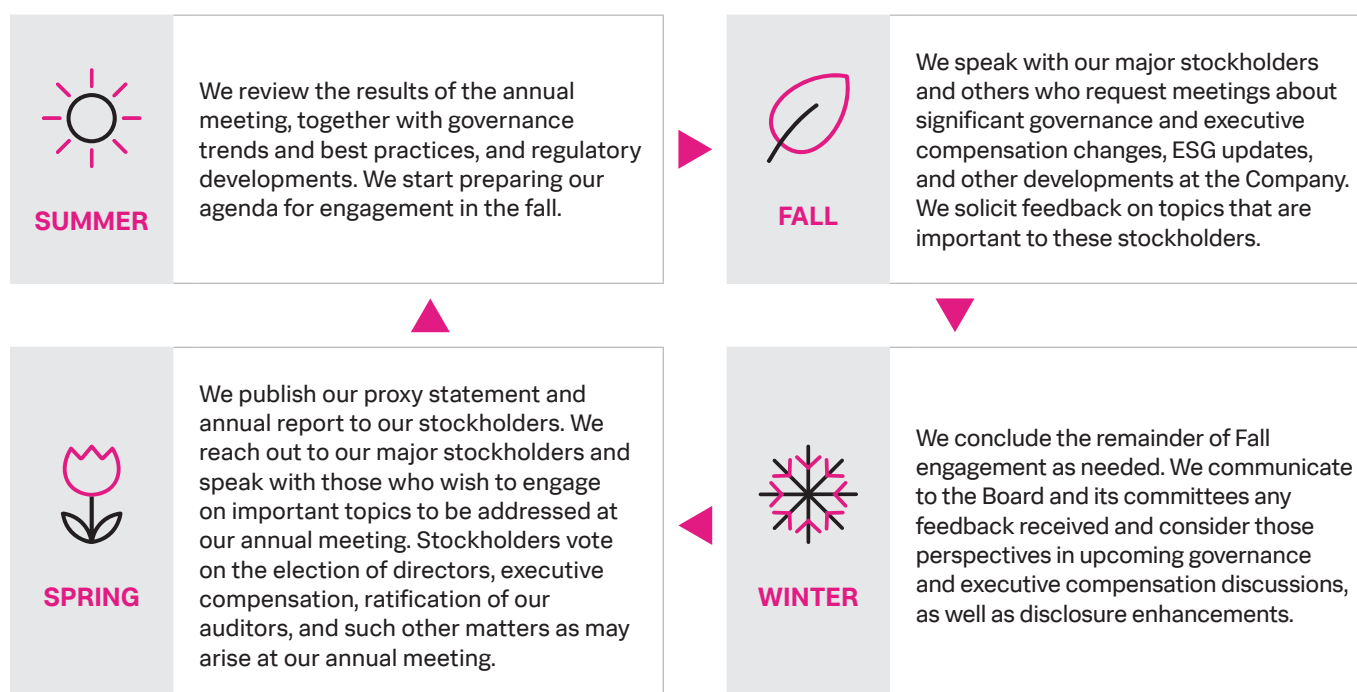 SUMMER
We review the results of the annual
meeting, together with governance
trends and best practices, and regulatory
developments. We start preparing our
agenda for engagement in the fall.
FALL
We speak with our major stockholders
and others who request meetings about
significant governance and executive
compensation changes, ESG updates,
and other developments at the Company.
We solicit feedback on topics that are
important to these stockholders.
SPRING
We publish our proxy statement and
annual report to our stockholders. We
reach out to our major stockholders and
speak with those who wish to engage
on important topics to be addressed at
our annual meeting. Stockholders vote
on the election of directors, executive
compensation, ratification of our
auditors, and such other matters as may
arise at our annual meeting.
WINTER
We conclude the remainder of Fall
engagement as needed. We communicate
to the Board and its committees any
feedback received and consider those
perspectives in upcoming governance
and executive compensation discussions,
as well as disclosure enhancements.